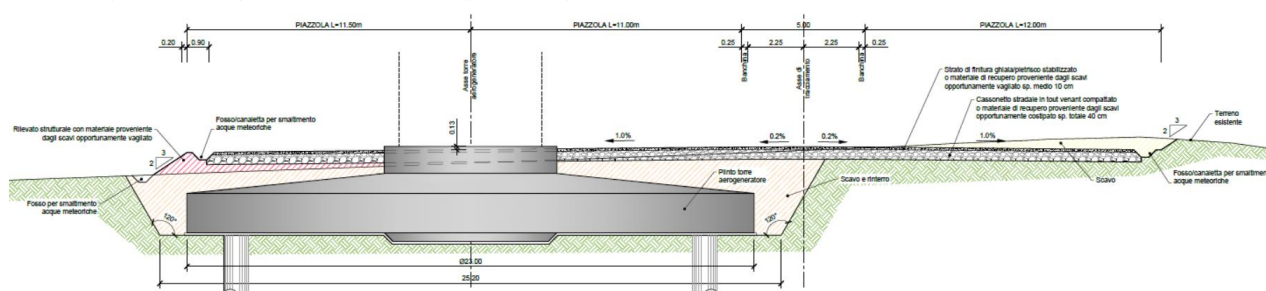 PIAZZOLA L=11.50m
PIAZZOLA L=11.00m
5.00
PIAZZOLA L=12.00m
0.20
0.90
0.25
2.25
2.25
0.25
Asse torre
aerogeneratore
Banchina
Asse di
tracciamento
Banchina
Strato di finitura ghiaia/pietrisco stabilizzato
o materiale di recupero proveniente dagli scavi
opportunamente vagliato sp. medio 10 cm
Cassonetto stradale in tout venant compattato
o materiale di recupero proveniente dagli scavi
opportunamente costipato sp. totale 40 cm
Terreno
esistente
Fosso/canaletta per smaltimento
acque meteoriche
Rilevato strutturale con materiale proveniente
dagli scavi opportunamente vagliato
3
2
0.13
1.0%
0.2%
0.2%
1.0%
3
2
Fosso per smaltimento
acque meteoriche
Plinto torre
aerogeneratore
Scavo e rinterro
Scavo
Fosso/canaletta per smaltimento
acque meteoriche
120°
120°
Ø23.00
25.20